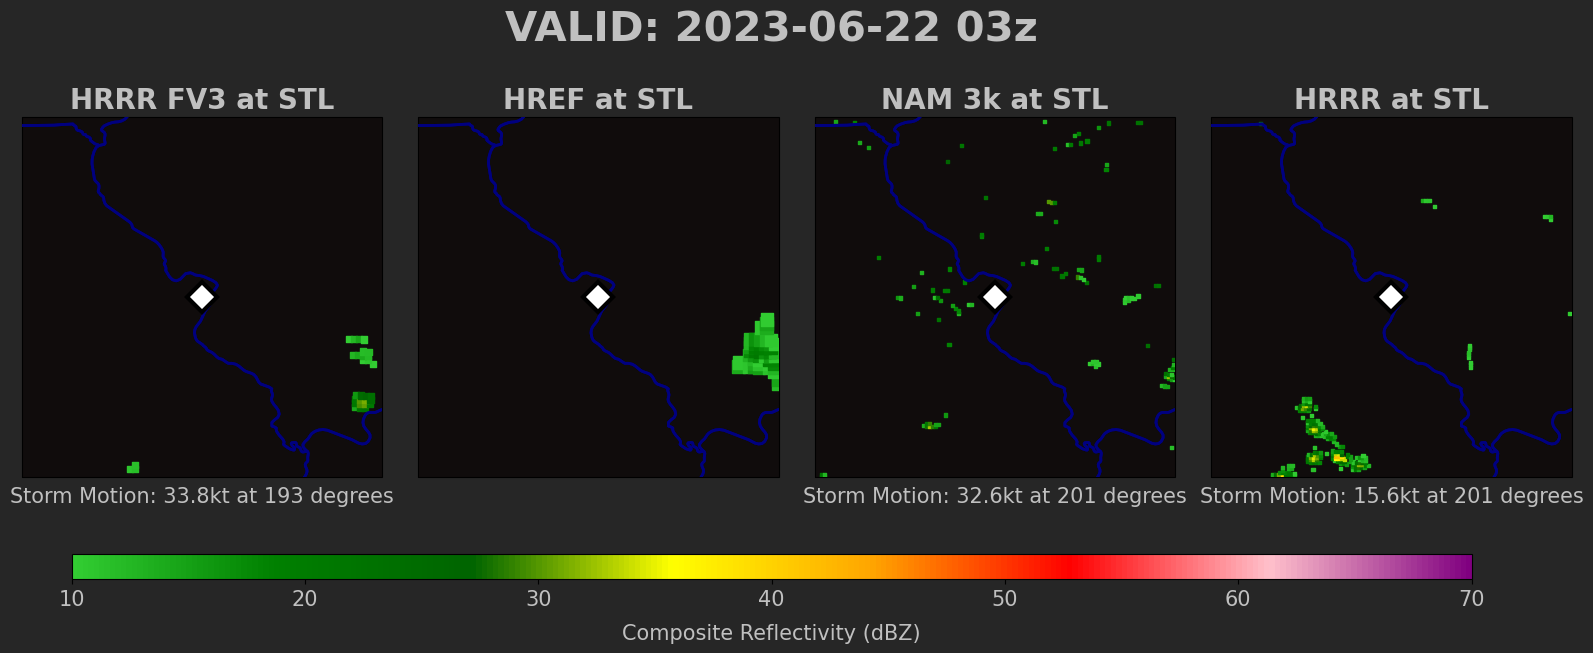 VALID: 2023-06-22 03z
HRRR FV3 at STL
HREF at STL
NAM 3k at STL
HRRR at STL
Storm Motion: 33.8kt at 193 degrees
Storm Motion: 32.6kt at 201 degrees
Storm Motion: 15.6kt at 201 degrees
10 20 30 40 50 60 70
Composite Reflectivity (dBZ)